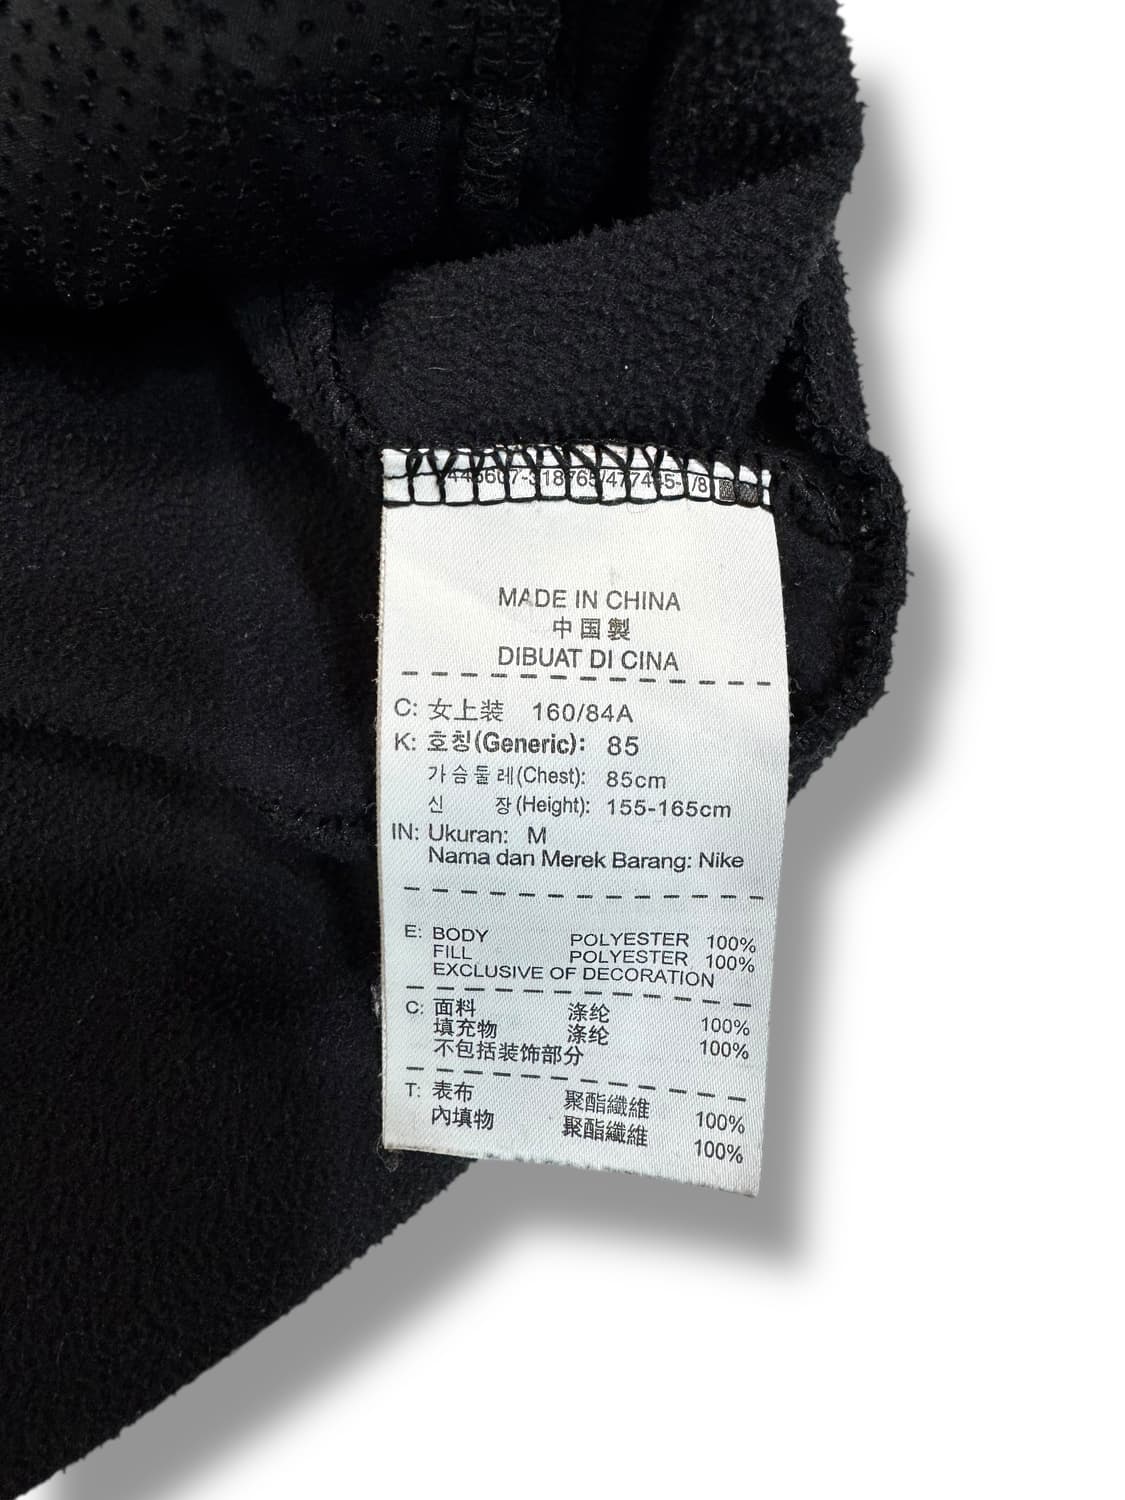 MADE IN CHINA
中国製
DIBUAT DI CINA
C: 女上装 160/84A
K: 호칭(Generic): 85
가슴둘레(Chest): 85cm
신 장(Height): 155-165cm
IN: Ukuran: M
Nama dan Merek Barang: Nike
E: BODY POLYESTER 100%
FILL POLYESTER 100%
EXCLUSIVE OF DECORATION
C: 面料 涤纶 100%
填充物 涤纶 100%
不包括装饰部分
T: 表布 聚酯纖維 100%
內填物 聚酯纖維 100%